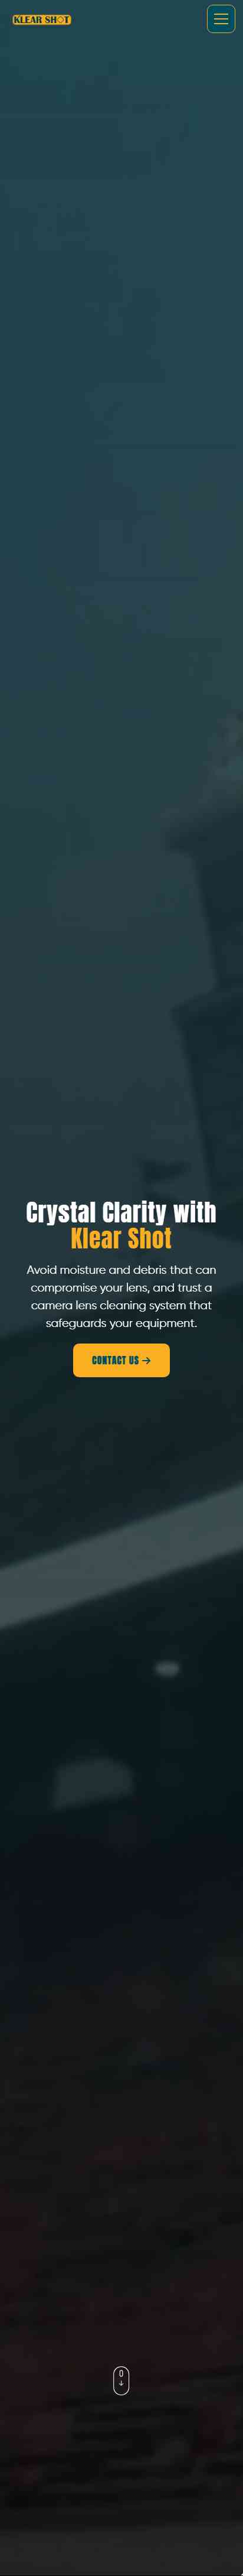 KLEAR SHOT
Crystal Clarity with
Klear Shot
Avoid moisture and debris that can
compromise your lens, and trust a
camera lens cleaning system that
safeguards your equipment.
CONTACT US →